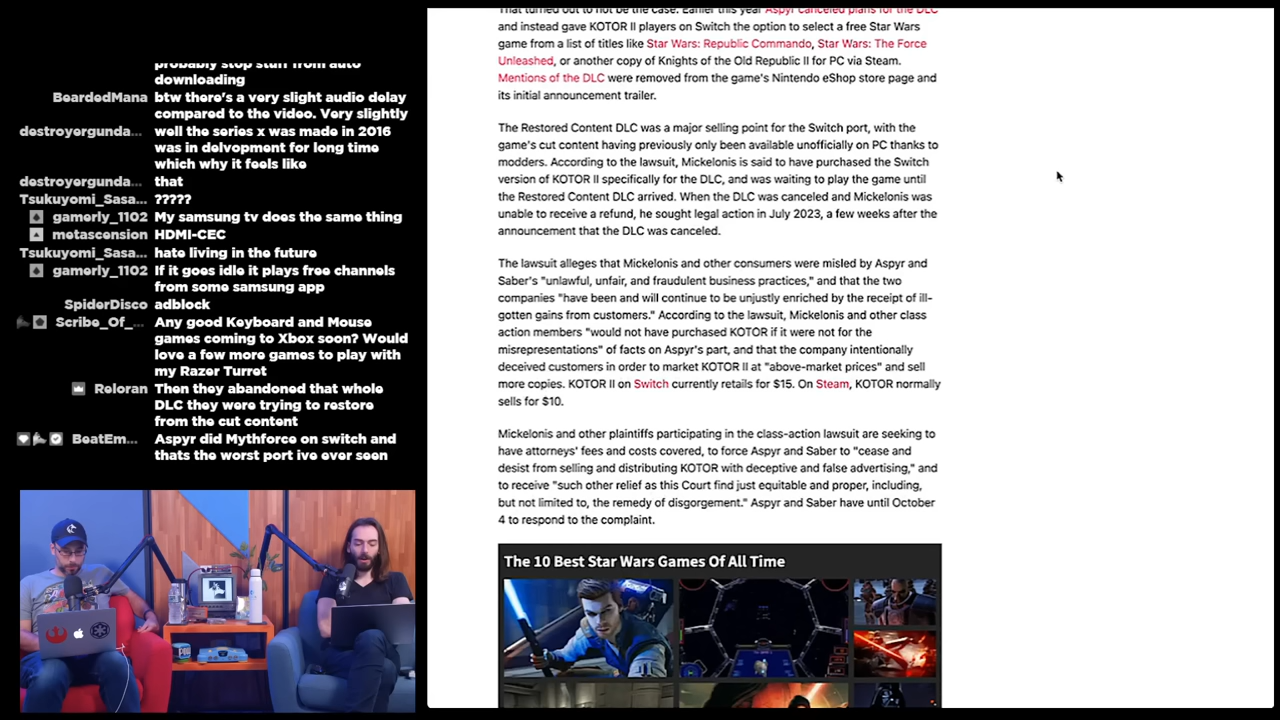 probably stop stuff from auto
downloading
BeardedMana btw there's a very slight audio delay
compared to the video. Very slightly
destroyergunda... well the series x was made in 2016
was in delvopment for long time
which why it feels like
destroyergunda... that
Tsukuyomi_Sasa... ?????
gamerly_1102 My samsung tv does the same thing
metascension HDMI-CEC
Tsukuyomi_Sasa... hate living in the future
gamerly_1102 If it goes idle it plays free channels
from some samsung app
SpiderDisco adblock
Scribe_Of_... Any good Keyboard and Mouse
games coming to Xbox soon? Would
love a few more games to play with
my Razer Turret
Reloran Then they abandoned that whole
DLC they were trying to restore
from the cut content
BeatEm... Aspyr did Mythforce on switch and
thats the worst port ive ever seen
That turned out to not be the case. Earlier this year Aspyr canceled plans for the DLC
and instead gave KOTOR II players on Switch the option to select a free Star Wars
game from a list of titles like Star Wars: Republic Commando, Star Wars: The Force
Unleashed, or another copy of Knights of the Old Republic II for PC via Steam.
Mentions of the DLC were removed from the game's Nintendo eShop store page and
its initial announcement trailer.
The Restored Content DLC was a major selling point for the Switch port, with the
game's cut content having previously only been available unofficially on PC thanks to
modders. According to the lawsuit, Mickelonis is said to have purchased the Switch
version of KOTOR II specifically for the DLC, and was waiting to play the game until
the Restored Content DLC arrived. When the DLC was canceled and Mickelonis was
unable to receive a refund, he sought legal action in July 2023, a few weeks after the
announcement that the DLC was canceled.
The lawsuit alleges that Mickelonis and other consumers were misled by Aspyr and
Saber's "unlawful, unfair, and fraudulent business practices," and that the two
companies "have been and will continue to be unjustly enriched by the receipt of ill-
gotten gains from customers." According to the lawsuit, Mickelonis and other class
action members "would not have purchased KOTOR if it were not for the
misrepresentations" of facts on Aspyr's part, and that the company intentionally
deceived customers in order to market KOTOR II at "above-market prices" and sell
more copies. KOTOR II on Switch currently retails for $15. On Steam, KOTOR normally
sells for $10.
Mickelonis and other plaintiffs participating in the class-action lawsuit are seeking to
have attorneys' fees and costs covered, to force Aspyr and Saber to "cease and
desist from selling and distributing KOTOR with deceptive and false advertising," and
to receive "such other relief as this Court find just equitable and proper, including,
but not limited to, the remedy of disgorgement." Aspyr and Saber have until October
4 to respond to the complaint.
The 10 Best Star Wars Games Of All Time